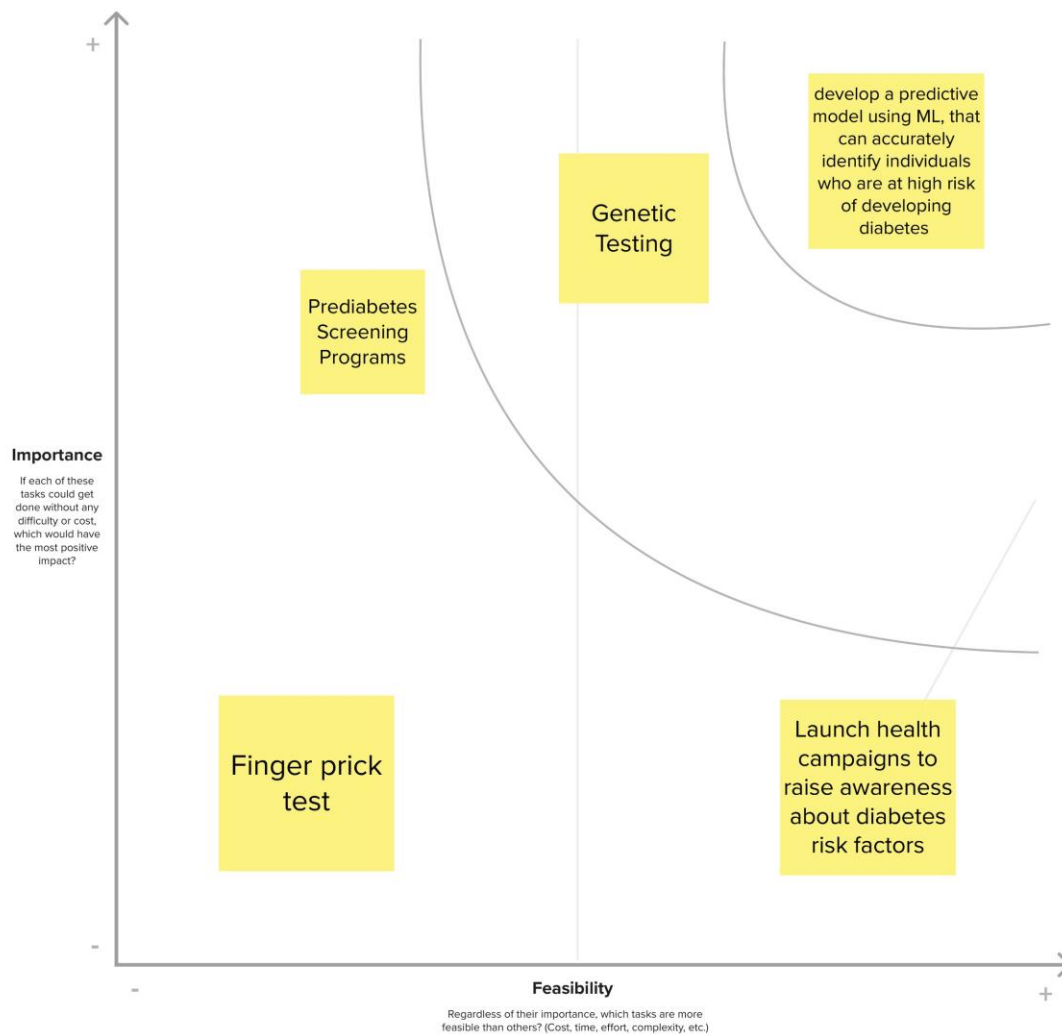 +
develop a predictive
model using ML, that
can accurately
identify individuals
who are at high risk
of developing
diabetes
Genetic
Testing
Prediabetes
Screening
Programs
Importance
If each of these
tasks could get
done without any
difficulty or cost,
which would have
the most positive
impact?
Finger prick
test
Launch health
campaigns to
raise awareness
about diabetes
risk factors
-
-
Feasibility
+
Regardless of their importance, which tasks are more
feasible than others? (Cost, time, effort, complexity, etc.)